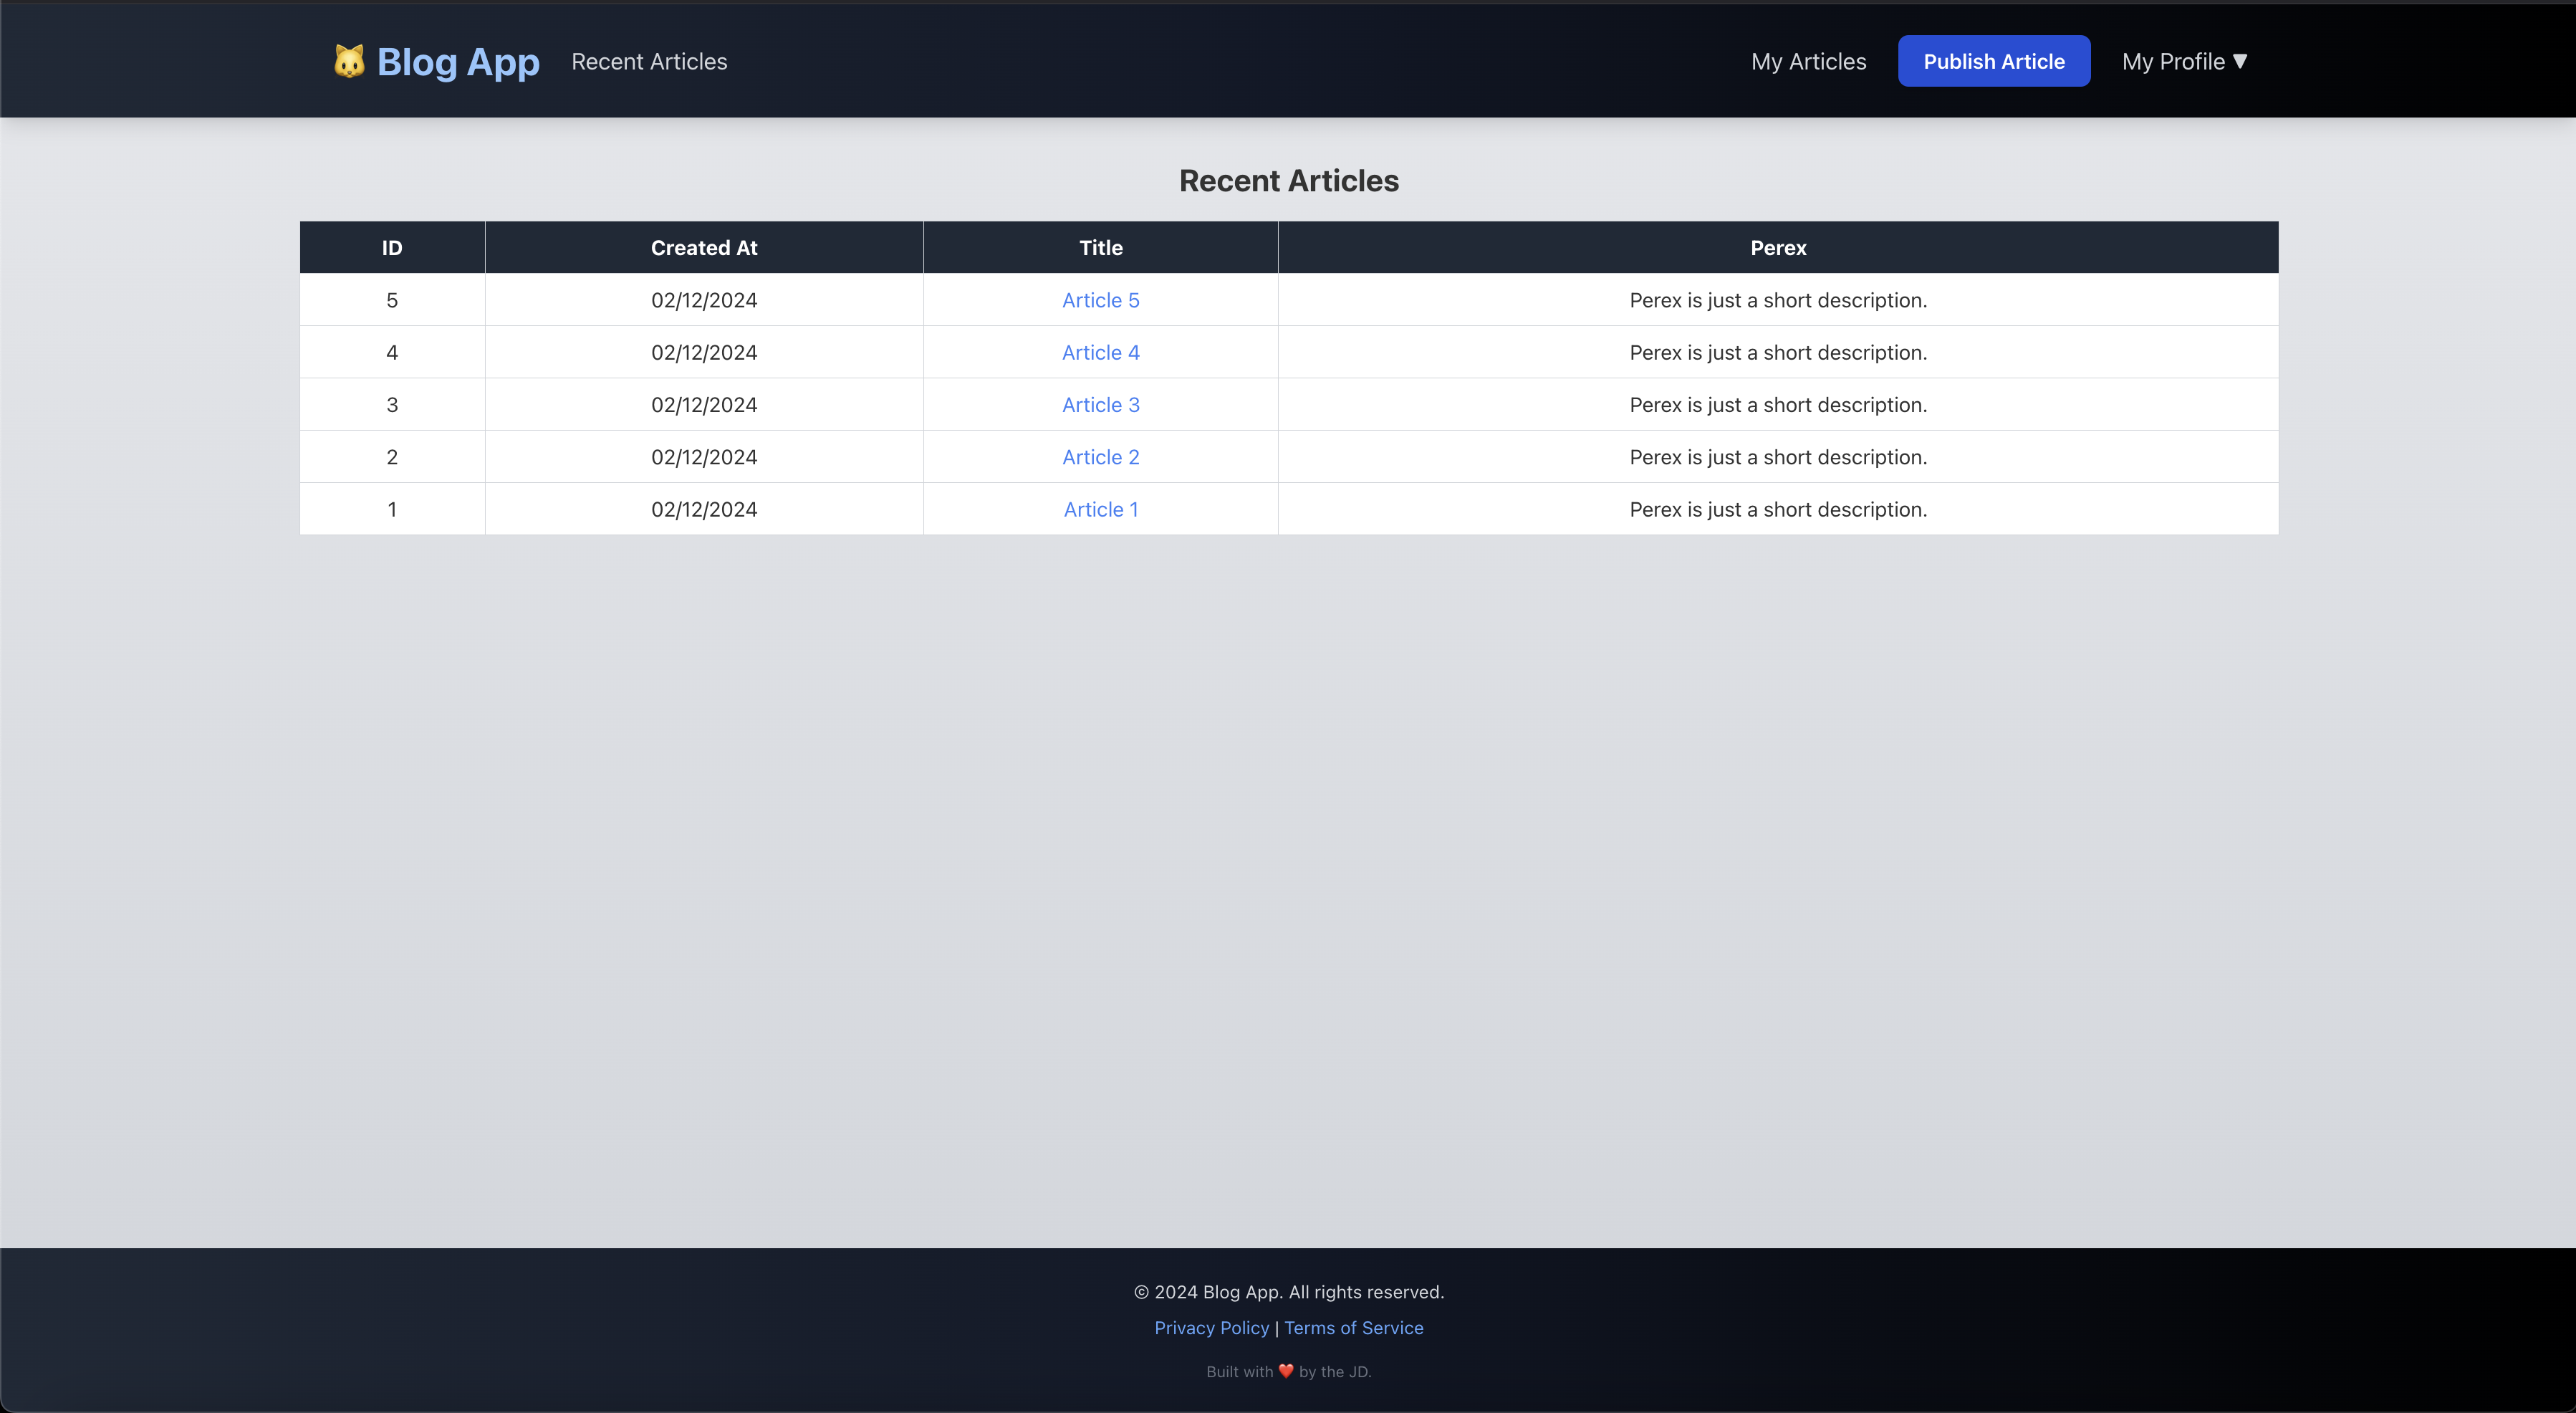 🐱 Blog App Recent Articles My Articles Publish Article My Profile ▼
Recent Articles
ID Created At Title Perex
5 02/12/2024 Article 5 Perex is just a short description.
4 02/12/2024 Article 4 Perex is just a short description.
3 02/12/2024 Article 3 Perex is just a short description.
2 02/12/2024 Article 2 Perex is just a short description.
1 02/12/2024 Article 1 Perex is just a short description.
© 2024 Blog App. All rights reserved.
Privacy Policy | Terms of Service
Built with ❤️ by the JD.